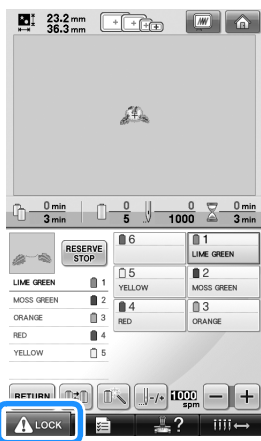 23.2 mm
36.3 mm
0 min
3 min
0
5
0
1000
0 min
3 min
RESERVE STOP
LIME GREEN 1
MOSS GREEN 2
ORANGE 3
RED 4
YELLOW 5
6
1
LIME GREEN
5
YELLOW
2
MOSS GREEN
4
RED
3
ORANGE
RETURN
-/+
1000 spm
-
+
LOCK
?